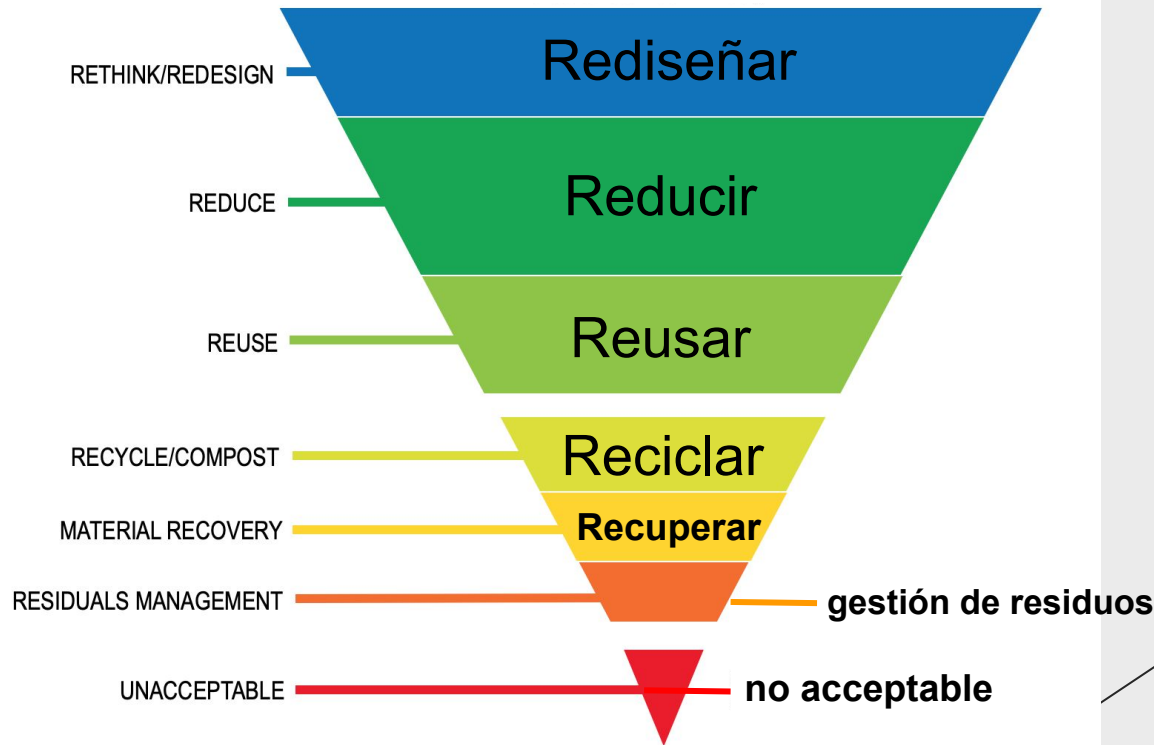 RETHINK/REDESIGN
Rediseñar
REDUCE
Reducir
REUSE
Reusar
RECYCLE/COMPOST
Reciclar
MATERIAL RECOVERY
Recuperar
RESIDUALS MANAGEMENT
gestión de residuos
UNACCEPTABLE
no acceptable